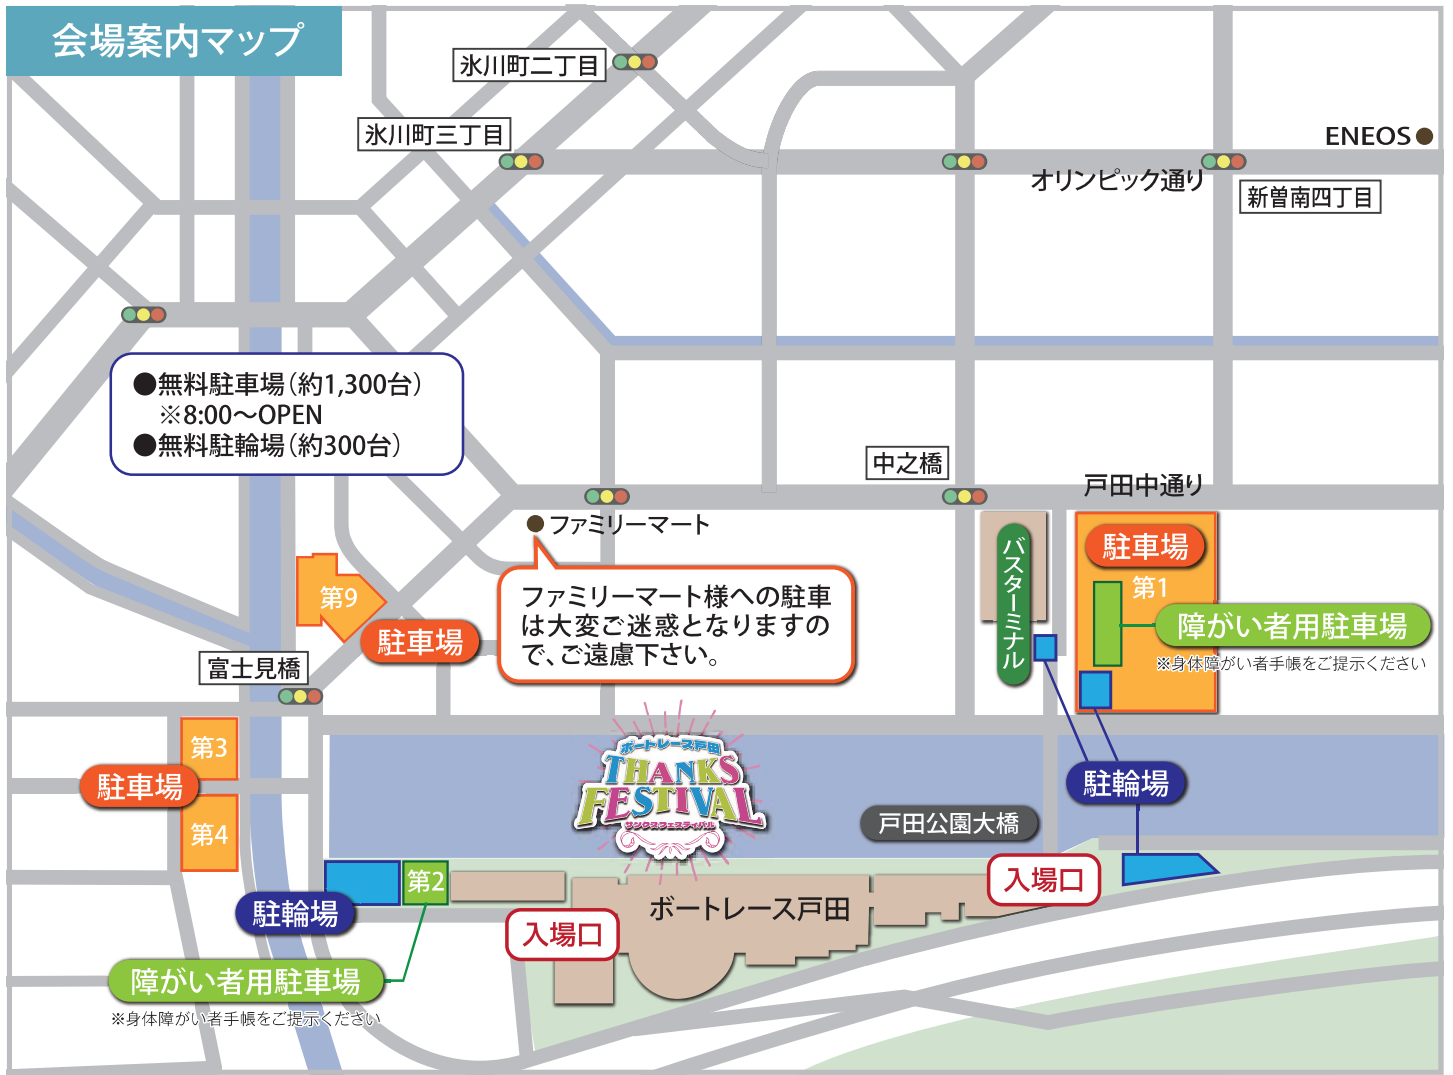 会場案内マップ
氷川町二丁目
氷川町三丁目
ENEOS
オリンピック通り
新曽南四丁目
●無料駐車場（約1,300台）
※8:00～OPEN
●無料駐輪場（約300台）
中之橋
戸田中通り
ファミリーマート
バスターミナル
駐車場
第1
障がい者用駐車場
※身体障がい者手帳をご提示ください
第9
駐車場
ファミリーマート様への駐車
は大変ご迷惑となりますの
で、ご遠慮下さい。
富士見橋
第3
駐車場
第4
ボートレース戸田
THANKS
FESTIVAL
サンクスフェスティバル
駐輪場
戸田公園大橋
入場口
第2
駐輪場
ボートレース戸田
入場口
障がい者用駐車場
※身体障がい者手帳をご提示ください